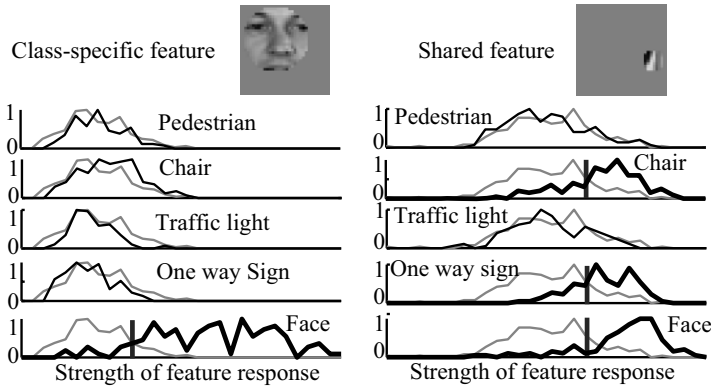 Class-specific feature
Shared feature
1
0
Pedestrian
1
0
Chair
1
0
Traffic light
1
0
One way Sign
1
0
Face
Strength of feature response
1
0
Pedestrian
1
0
Chair
1
0
Traffic light
1
0
One way sign
1
0
Face
Strength of feature response